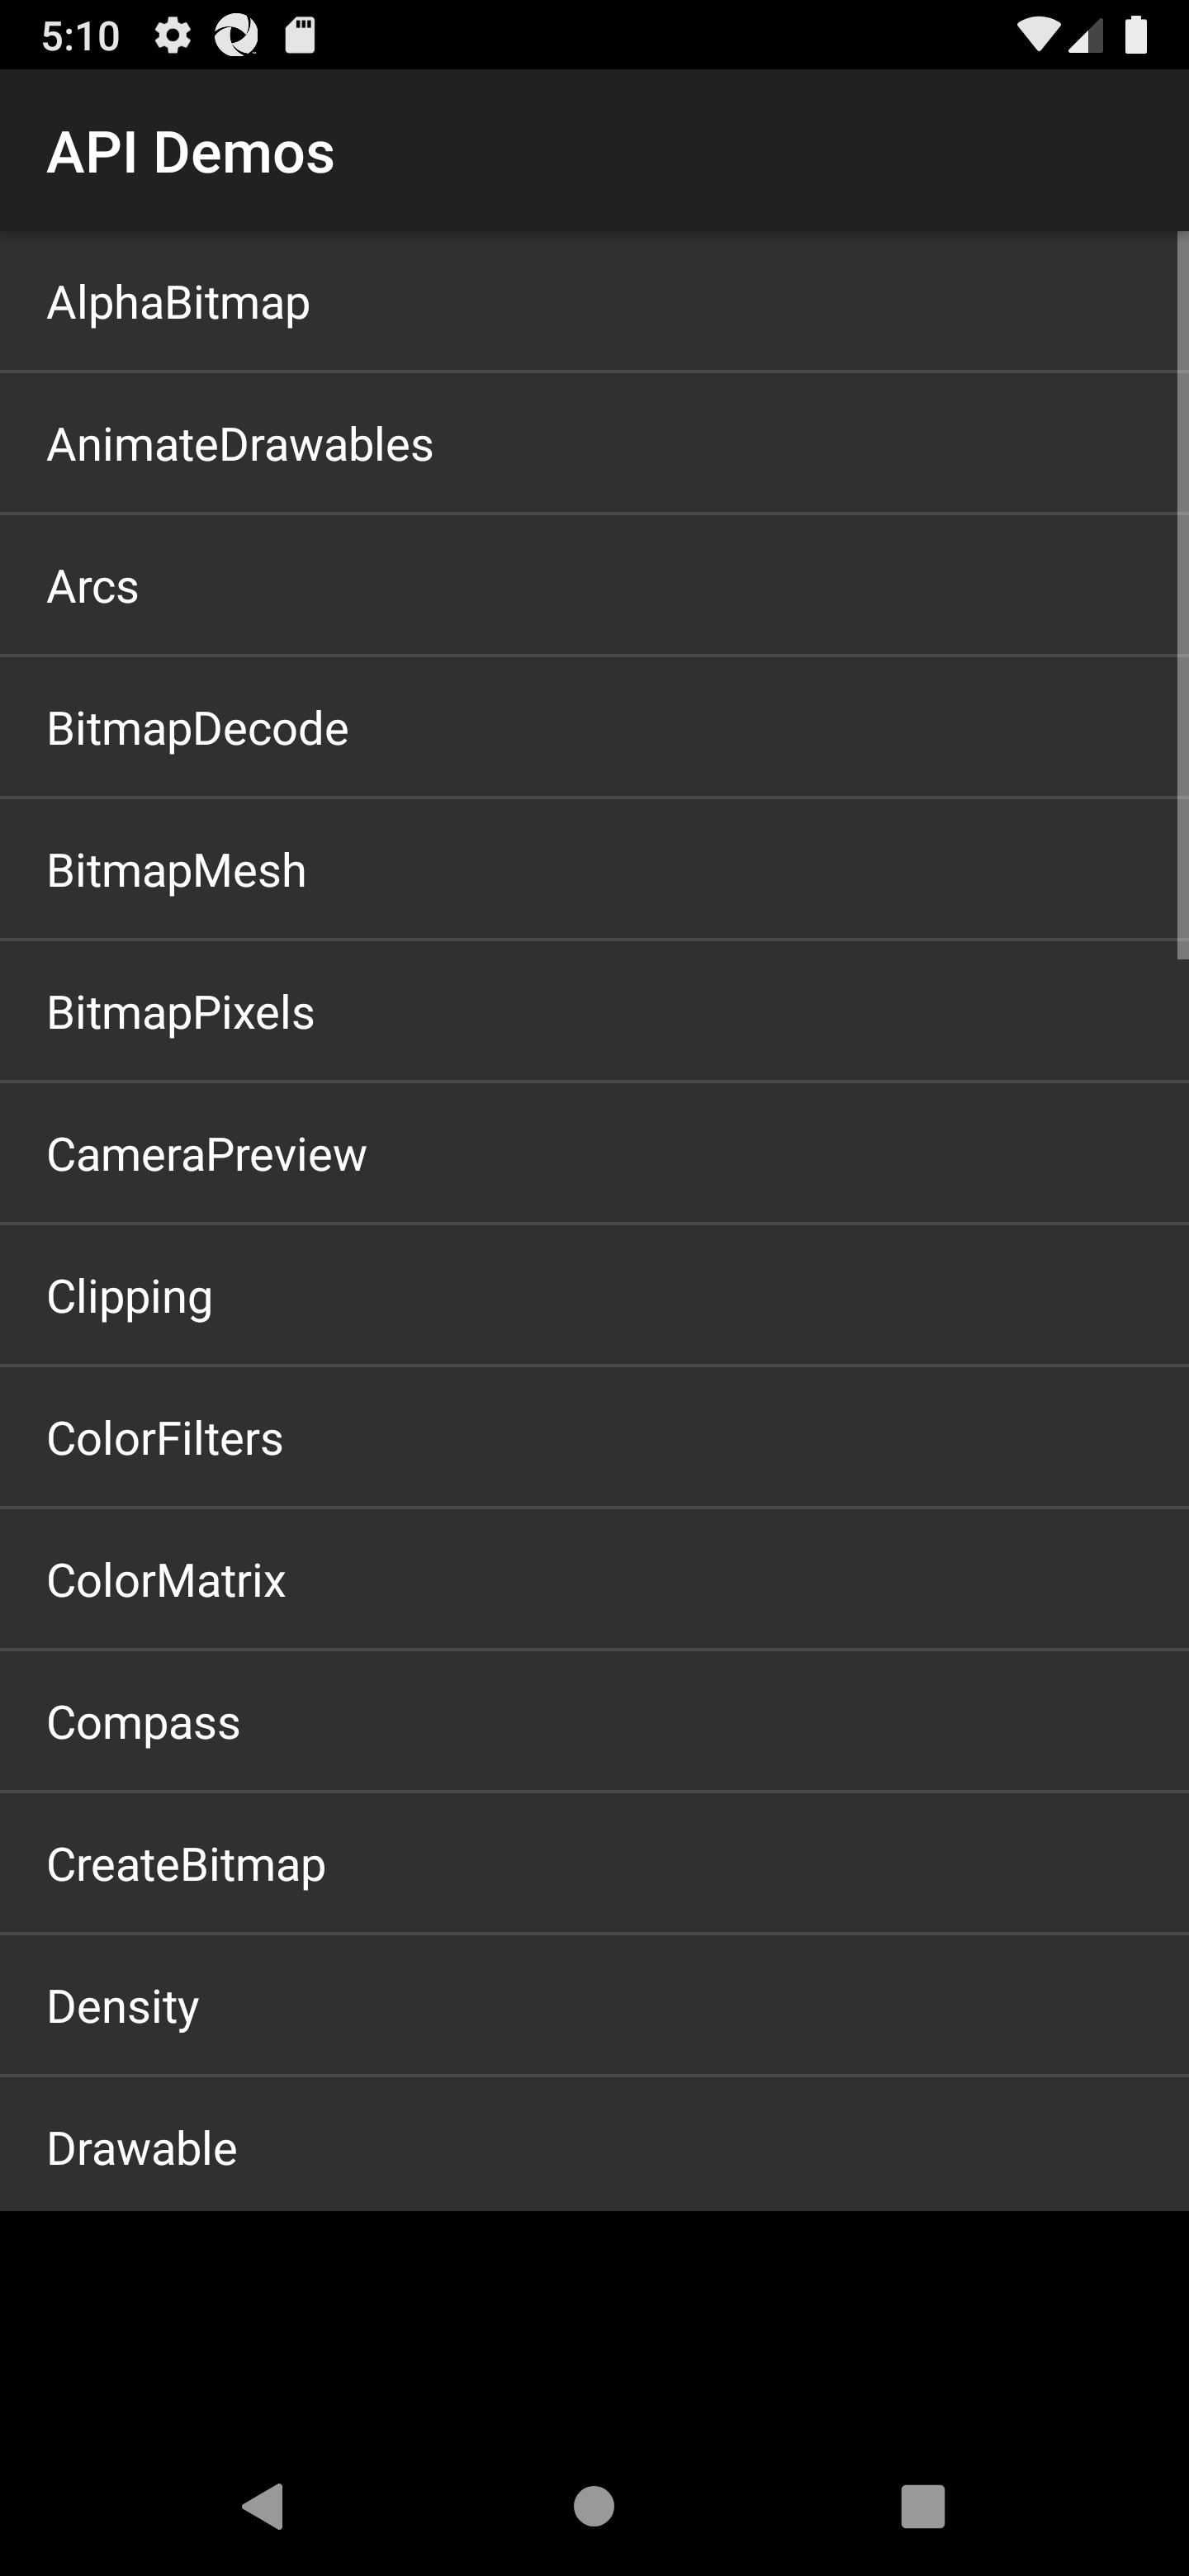 5:10
API Demos
AlphaBitmap
AnimateDrawables
Arcs
BitmapDecode
BitmapMesh
BitmapPixels
CameraPreview
Clipping
ColorFilters
ColorMatrix
Compass
CreateBitmap
Density
Drawable